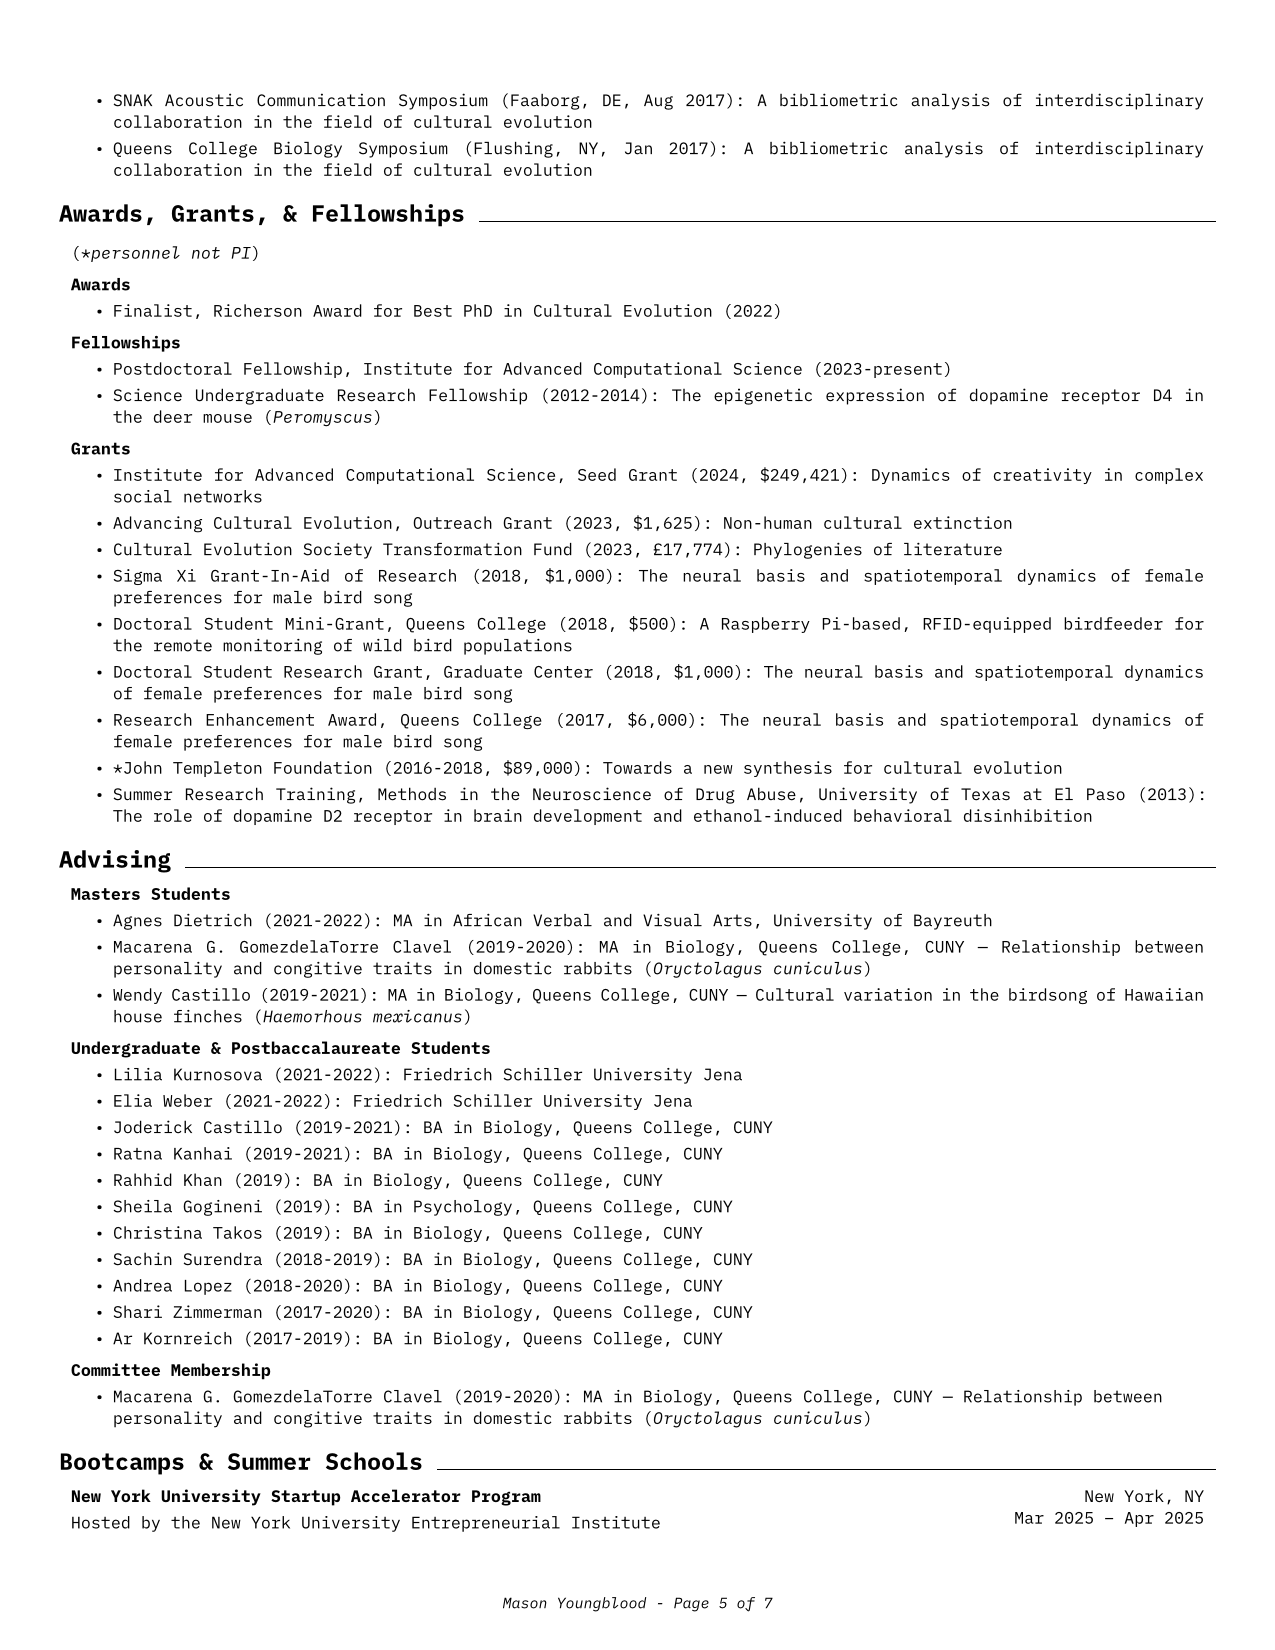 • SNAK Acoustic Communication Symposium (Faaborg, DE, Aug 2017): A bibliometric analysis of interdisciplinary
collaboration in the field of cultural evolution
• Queens College Biology Symposium (Flushing, NY, Jan 2017): A bibliometric analysis of interdisciplinary
collaboration in the field of cultural evolution
Awards, Grants, & Fellowships
(*personnel not PI)
Awards
• Finalist, Richerson Award for Best PhD in Cultural Evolution (2022)
Fellowships
• Postdoctoral Fellowship, Institute for Advanced Computational Science (2023-present)
• Science Undergraduate Research Fellowship (2012-2014): The epigenetic expression of dopamine receptor D4 in
the deer mouse (Peromyscus)
Grants
• Institute for Advanced Computational Science, Seed Grant (2024, $249,421): Dynamics of creativity in complex
social networks
• Advancing Cultural Evolution, Outreach Grant (2023, $1,625): Non-human cultural extinction
• Cultural Evolution Society Transformation Fund (2023, £17,774): Phylogenies of literature
• Sigma Xi Grant-In-Aid of Research (2018, $1,000): The neural basis and spatiotemporal dynamics of female
preferences for male bird song
• Doctoral Student Mini-Grant, Queens College (2018, $500): A Raspberry Pi-based, RFID-equipped birdfeeder for
the remote monitoring of wild bird populations
• Doctoral Student Research Grant, Graduate Center (2018, $1,000): The neural basis and spatiotemporal dynamics
of female preferences for male bird song
• Research Enhancement Award, Queens College (2017, $6,000): The neural basis and spatiotemporal dynamics of
female preferences for male bird song
• *John Templeton Foundation (2016-2018, $89,000): Towards a new synthesis for cultural evolution
• Summer Research Training, Methods in the Neuroscience of Drug Abuse, University of Texas at El Paso (2013):
The role of dopamine D2 receptor in brain development and ethanol-induced behavioral disinhibition
Advising
Masters Students
• Agnes Dietrich (2021-2022): MA in African Verbal and Visual Arts, University of Bayreuth
• Macarena G. GomezdelaTorre Clavel (2019-2020): MA in Biology, Queens College, CUNY — Relationship between
personality and congitive traits in domestic rabbits (Oryctolagus cuniculus)
• Wendy Castillo (2019-2021): MA in Biology, Queens College, CUNY — Cultural variation in the birdsong of Hawaiian
house finches (Haemorhous mexicanus)
Undergraduate & Postbaccalaureate Students
• Lilia Kurnosova (2021-2022): Friedrich Schiller University Jena
• Elia Weber (2021-2022): Friedrich Schiller University Jena
• Joderick Castillo (2019-2021): BA in Biology, Queens College, CUNY
• Ratna Kanhai (2019-2021): BA in Biology, Queens College, CUNY
• Rahhid Khan (2019): BA in Biology, Queens College, CUNY
• Sheila Gogineni (2019): BA in Psychology, Queens College, CUNY
• Christina Takos (2019): BA in Biology, Queens College, CUNY
• Sachin Surendra (2018-2019): BA in Biology, Queens College, CUNY
• Andrea Lopez (2018-2020): BA in Biology, Queens College, CUNY
• Shari Zimmerman (2017-2020): BA in Biology, Queens College, CUNY
• Ar Kornreich (2017-2019): BA in Biology, Queens College, CUNY
Committee Membership
• Macarena G. GomezdelaTorre Clavel (2019-2020): MA in Biology, Queens College, CUNY — Relationship between
personality and congitive traits in domestic rabbits (Oryctolagus cuniculus)
Bootcamps & Summer Schools
New York University Startup Accelerator Program
New York, NY
Hosted by the New York University Entrepreneurial Institute
Mar 2025 – Apr 2025
Mason Youngblood - Page 5 of 7